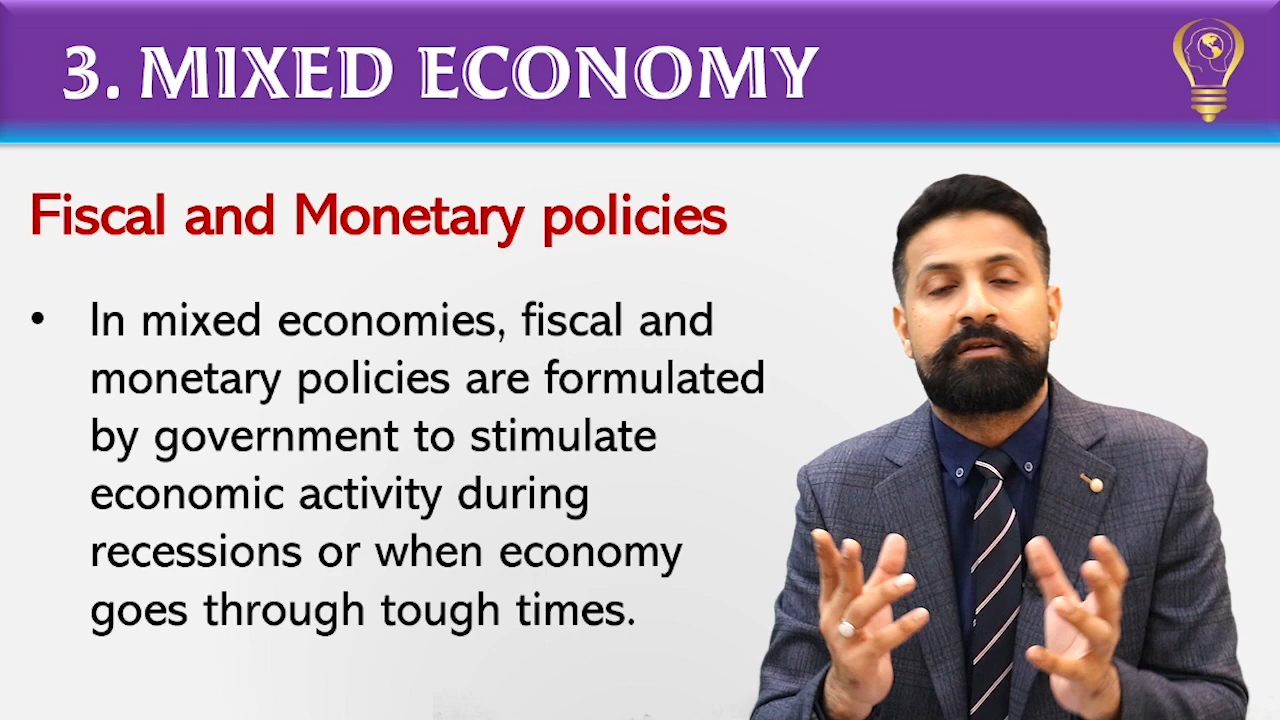 3. MIXED ECONOMY
Fiscal and Monetary policies
• In mixed economies, fiscal and
monetary policies are formulated
by government to stimulate
economic activity during
recessions or when economy
goes through tough times.